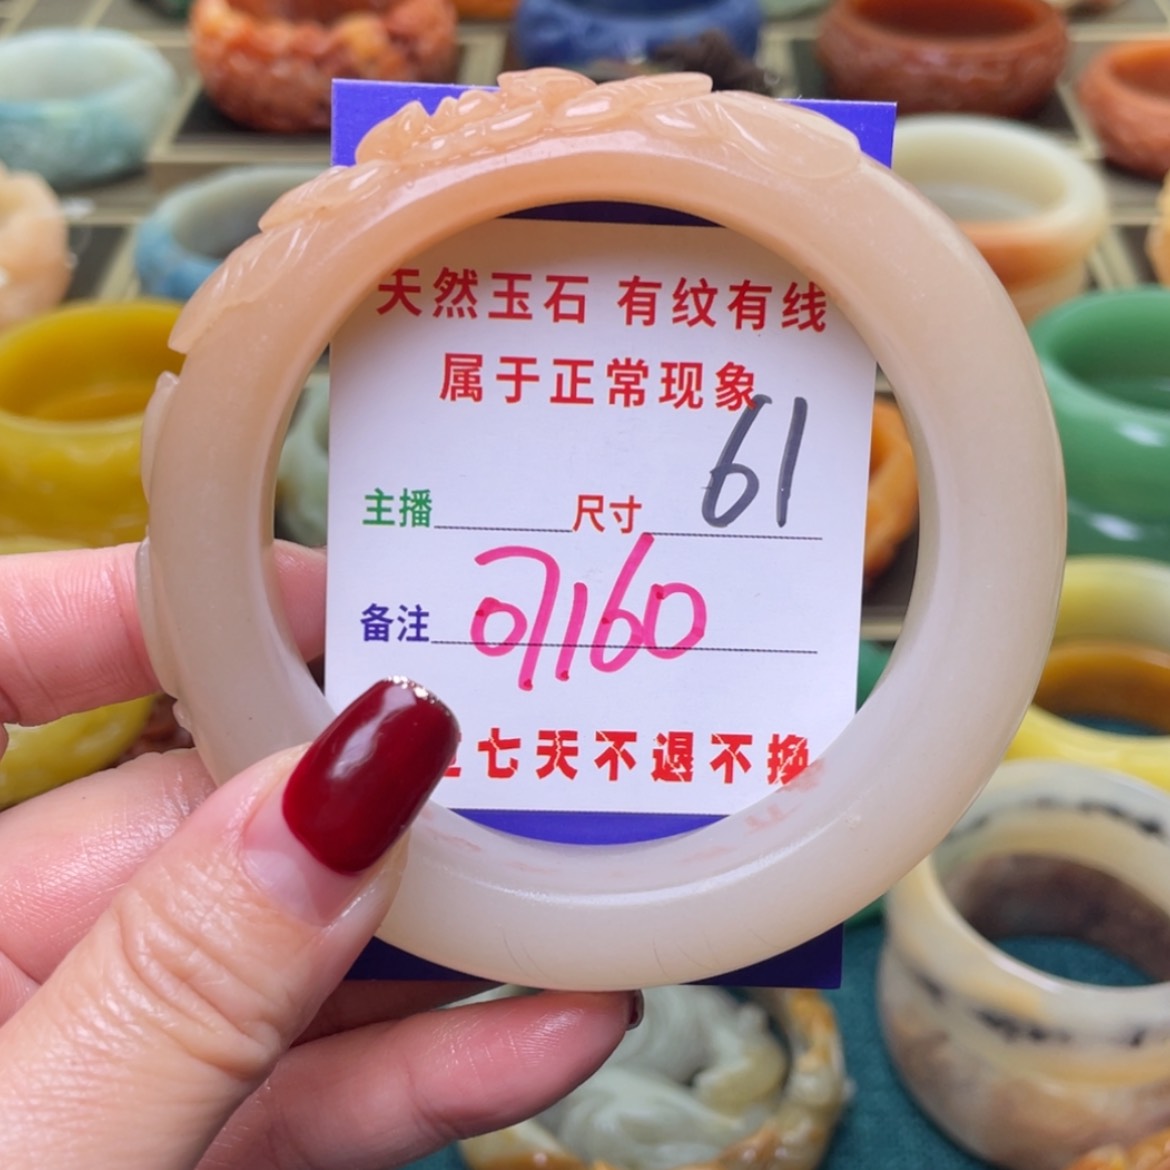 天然玉石 有纹有线
属于正常现象
主播 尺寸 61
备注 07160
七天不退不换